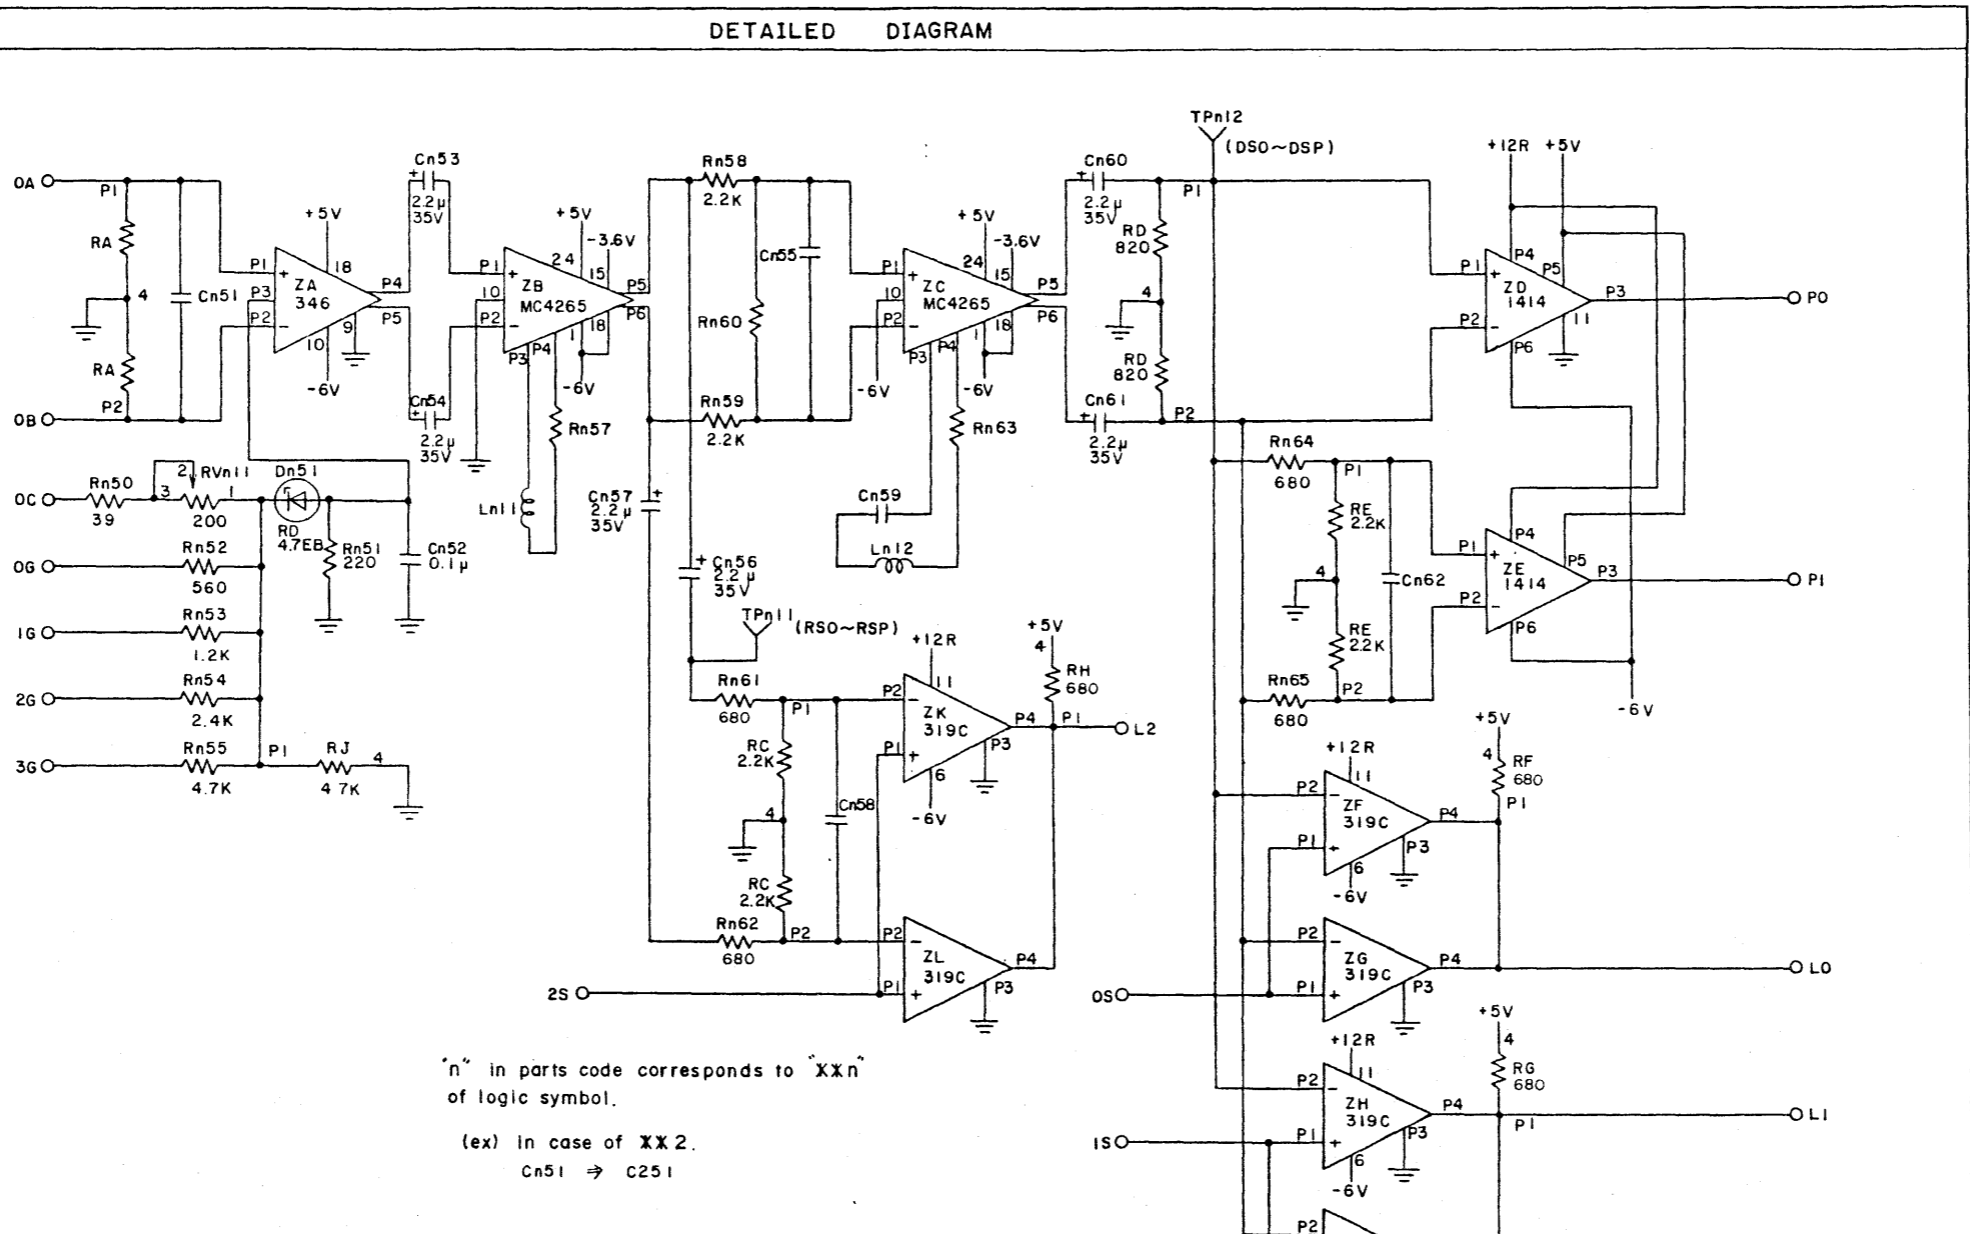 DETAILED DIAGRAM
TPn12
(DSO~DSP)
+12R +5V
OA
P1
RA
4
RA
P2
OB
Cn51
P1
P3
P2
+
-
ZA
346
+5V
18
10
9
-6V
P4
P5
Cn53
+
2.2μ
35V
Cn54
+
2.2μ
35V
P1
10
P2
+
-
ZB
MC4265
+5V
24
-3.6V
15
P5
P6
1
18
-6V
P3
P4
Rn57
Ln11
Rn58
2.2K
Rn60
Cn55
Rn59
2.2K
P1
10
P2
+
-
-6V
ZC
MC4265
+5V
24
-3.6V
15
P5
P6
1
18
-6V
P3
P4
Rn63
Cn59
Ln12
Cn60
+
2.2μ
35V
P1
RD
820
4
RD
820
Cn61
+
2.2μ
35V
P2
P1
P2
+
-
P4
P5
ZD
1414
P3
11
P6
PO
Rn64
680
P1
RE
2.2K
4
RE
2.2K
P2
Rn65
680
Cn62
P1
P2
+
-
P4
P5
ZE
1414
P3
P6
P1
-6V
OC
Rn50
39
2
RVn11
3
1
200
Dn51
RD
4.7EB
Rn51
220
Cn52
0.1μ
OG
Rn52
560
1G
Rn53
1.2K
2G
Rn54
2.4K
3G
Rn55
4.7K
P1
RJ
4
4 7K
Cn57
+
2.2μ
35V
+
Cn56
2.2μ
35V
TPn11
(RSO~RSP)
Rn61
680
P1
RC
2.2K
4
RC
2.2K
Rn62
680
P2
Cn58
+12R
11
P2
-
P1
+
ZK
319C
P4
P3
6
-6V
+5V
4
RH
680
P1
L2
P2
-
P1
+
ZL
319C
P4
P3
2S
+12R
11
P2
-
P1
+
ZF
319C
P4
P3
6
-6V
+5V
4
RF
680
P1
P2
-
P1
+
ZG
319C
P4
P3
OS
LO
+12R
11
P2
-
P1
+
ZH
319C
P4
P3
6
-6V
+5V
4
RG
680
P1
L1
1S
P2
"n" in parts code corresponds to "XXn"
of logic symbol.
(ex) In case of XX2.
Cn51 ⇒ C251